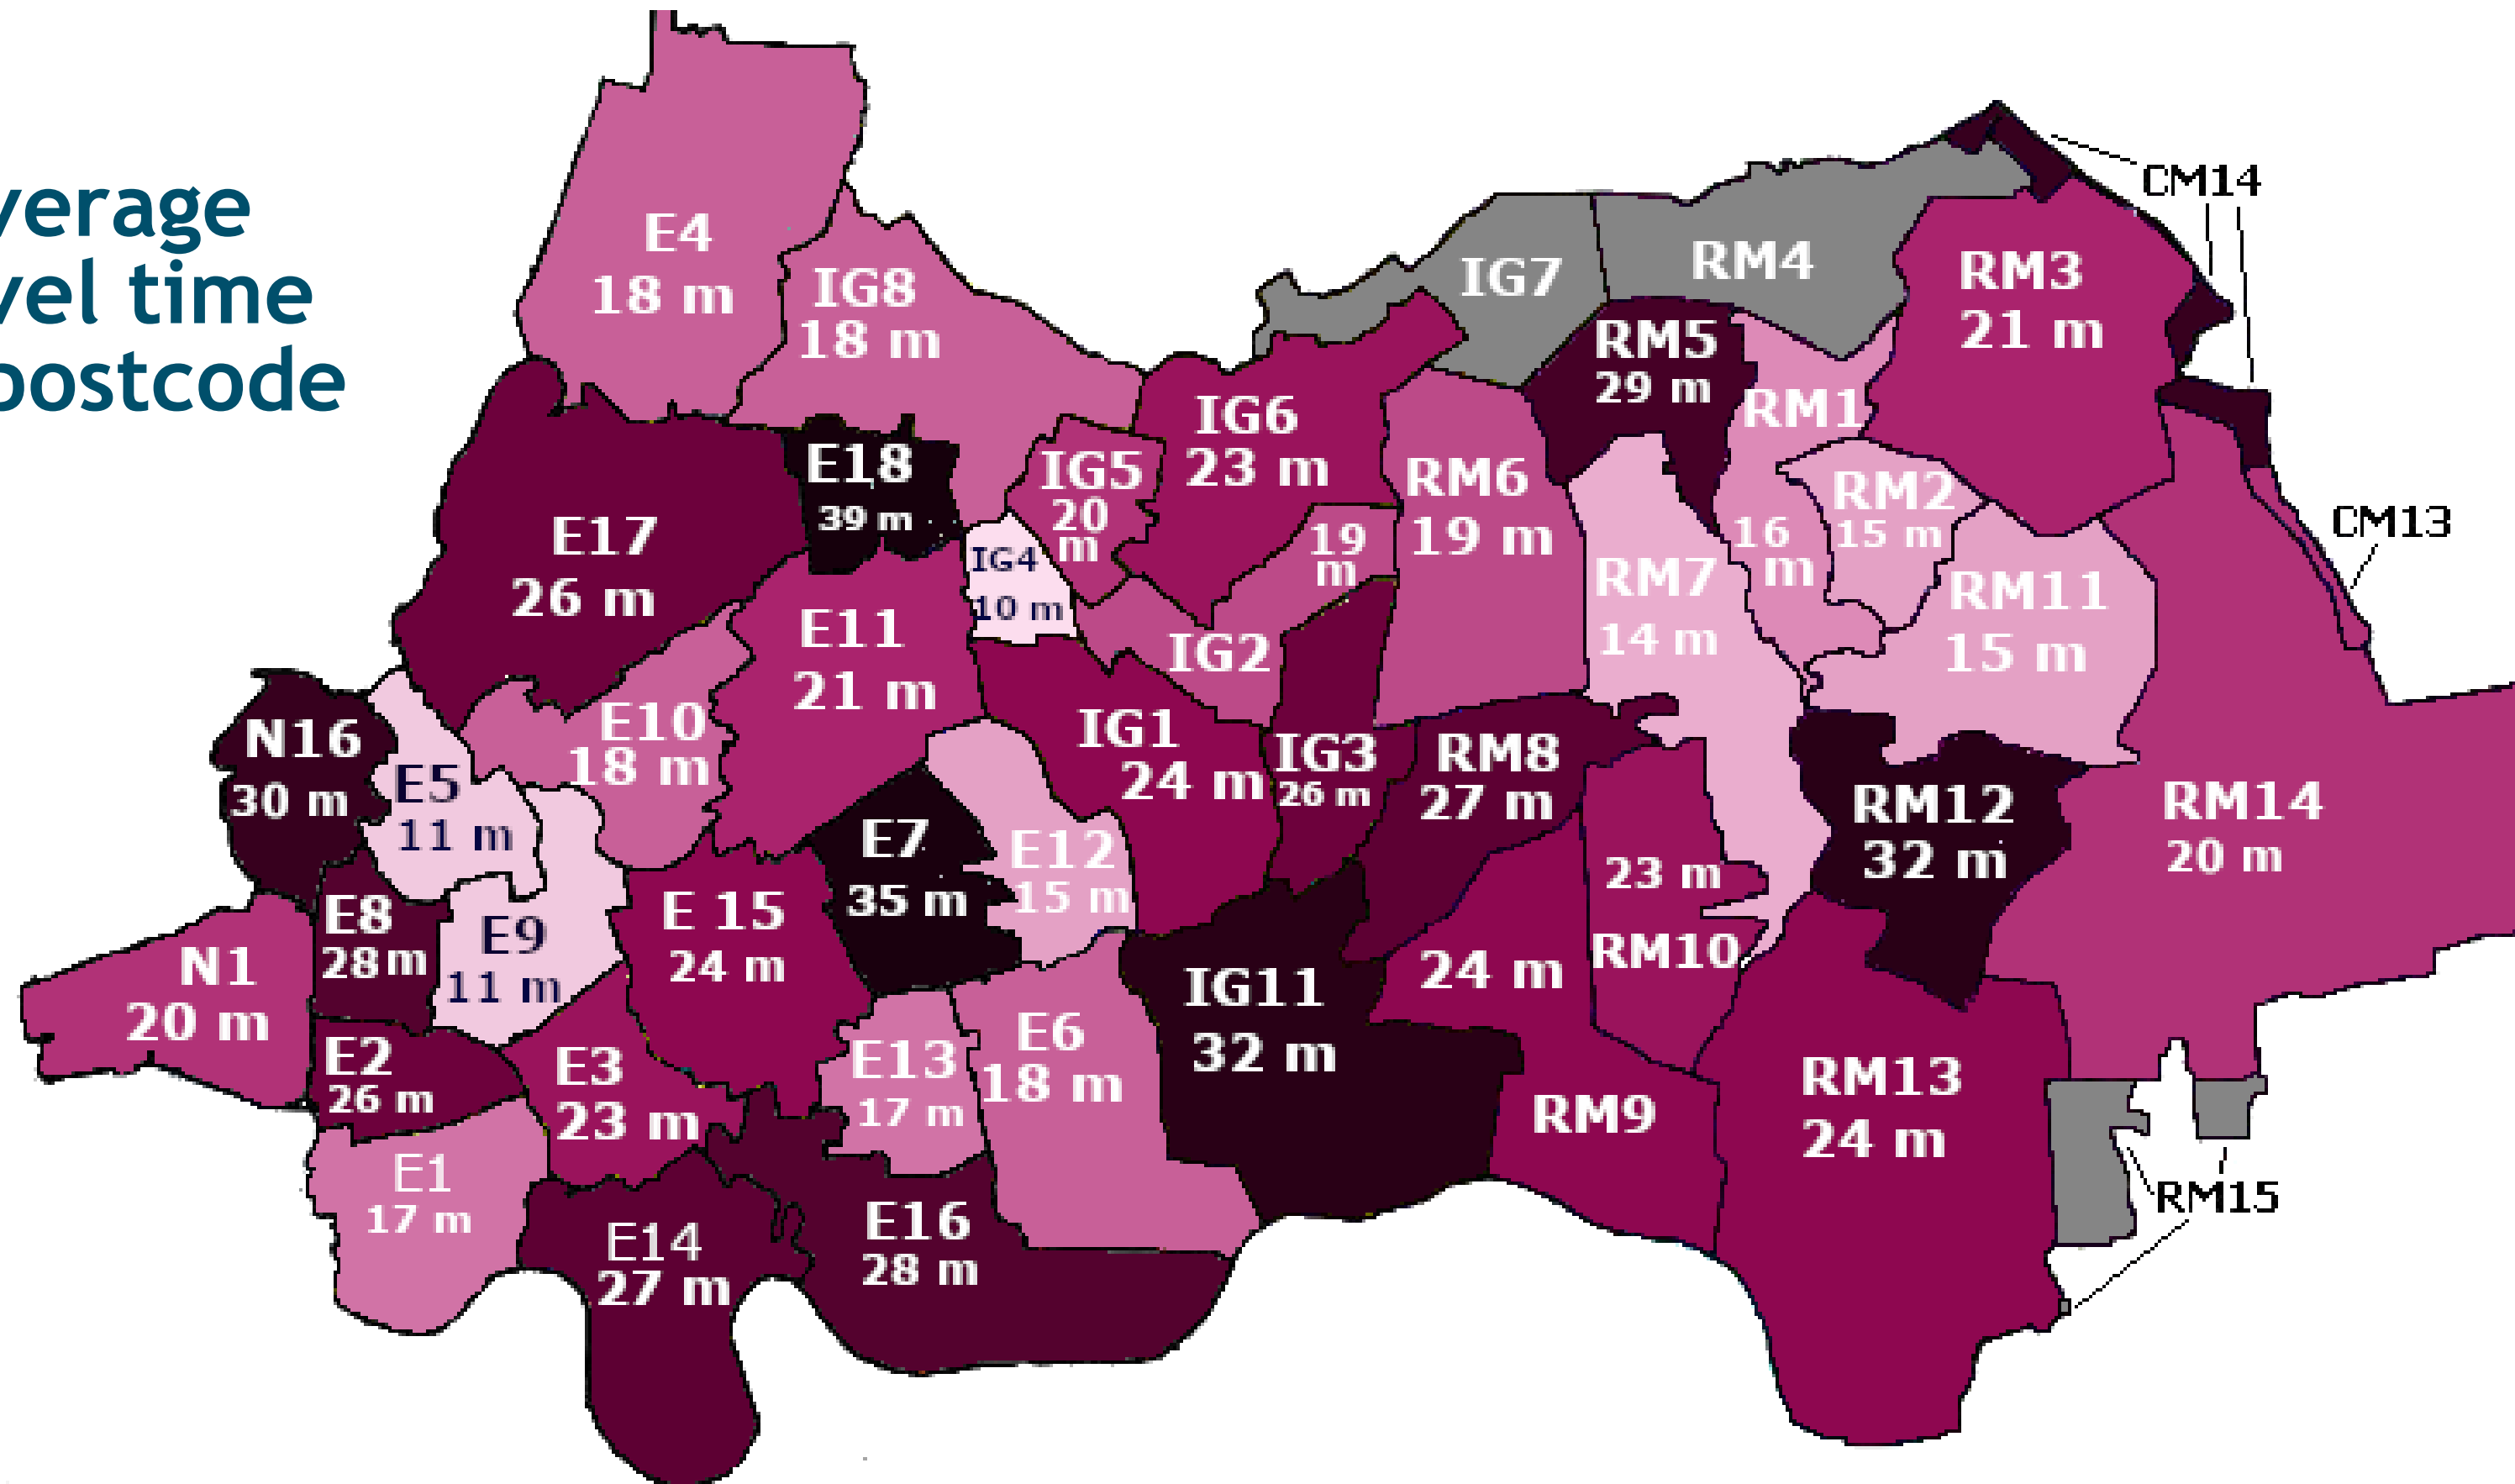 verage
vel time
postcode
E4
18 m
IG8
18 m
IG7
RM4
RM3
21 m
CM14
RM5
29 m
RM1
16
m
IG6
23 m
E18
39 m
IG5
20
m
RM6
19 m
RM2
15 m
CM13
E17
26 m
IG4
10 m
19
m
IG2
RM7
14 m
RM11
15 m
E11
21 m
N16
30 m
E5
11 m
E10
18 m
IG1
24 m
IG3
26 m
RM8
27 m
RM12
32 m
RM14
20 m
E7
35 m
E12
15 m
23 m
RM10
E8
28 m
E9
11 m
E 15
24 m
N1
20 m
IG11
32 m
24 m
RM9
E2
26 m
E3
23 m
E13
17 m
E6
18 m
RM13
24 m
E1
17 m
E14
27 m
E16
28 m
RM15